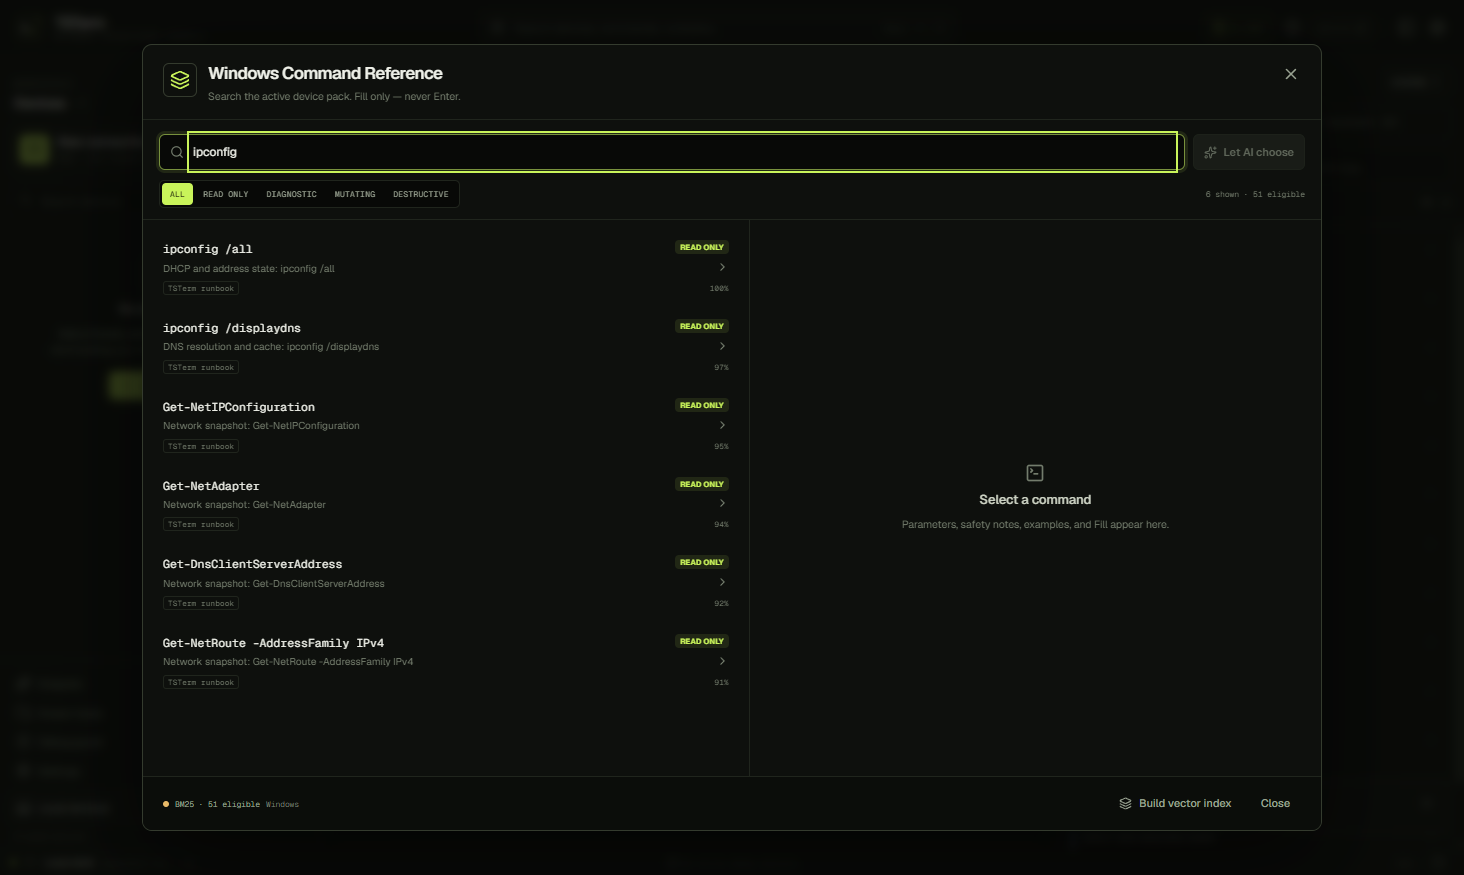 Windows Command Reference
Search the active device pack. Fill only — never Enter.
ipconfig
Let AI choose
ALL READ ONLY DIAGNOSTIC MUTATING DESTRUCTIVE
6 shown · 51 eligible
ipconfig /all
READ ONLY
DHCP and address state: ipconfig /all
TSTerm runbook
100%
ipconfig /displaydns
READ ONLY
DNS resolution and cache: ipconfig /displaydns
TSTerm runbook
97%
Get-NetIPConfiguration
READ ONLY
Network snapshot: Get-NetIPConfiguration
TSTerm runbook
95%
Get-NetAdapter
READ ONLY
Network snapshot: Get-NetAdapter
TSTerm runbook
94%
Get-DnsClientServerAddress
READ ONLY
Network snapshot: Get-DnsClientServerAddress
TSTerm runbook
92%
Get-NetRoute -AddressFamily IPv4
READ ONLY
Network snapshot: Get-NetRoute -AddressFamily IPv4
TSTerm runbook
91%
Select a command
Parameters, safety notes, examples, and Fill appear here.
BM25 · 51 eligible Windows
Build vector index
Close